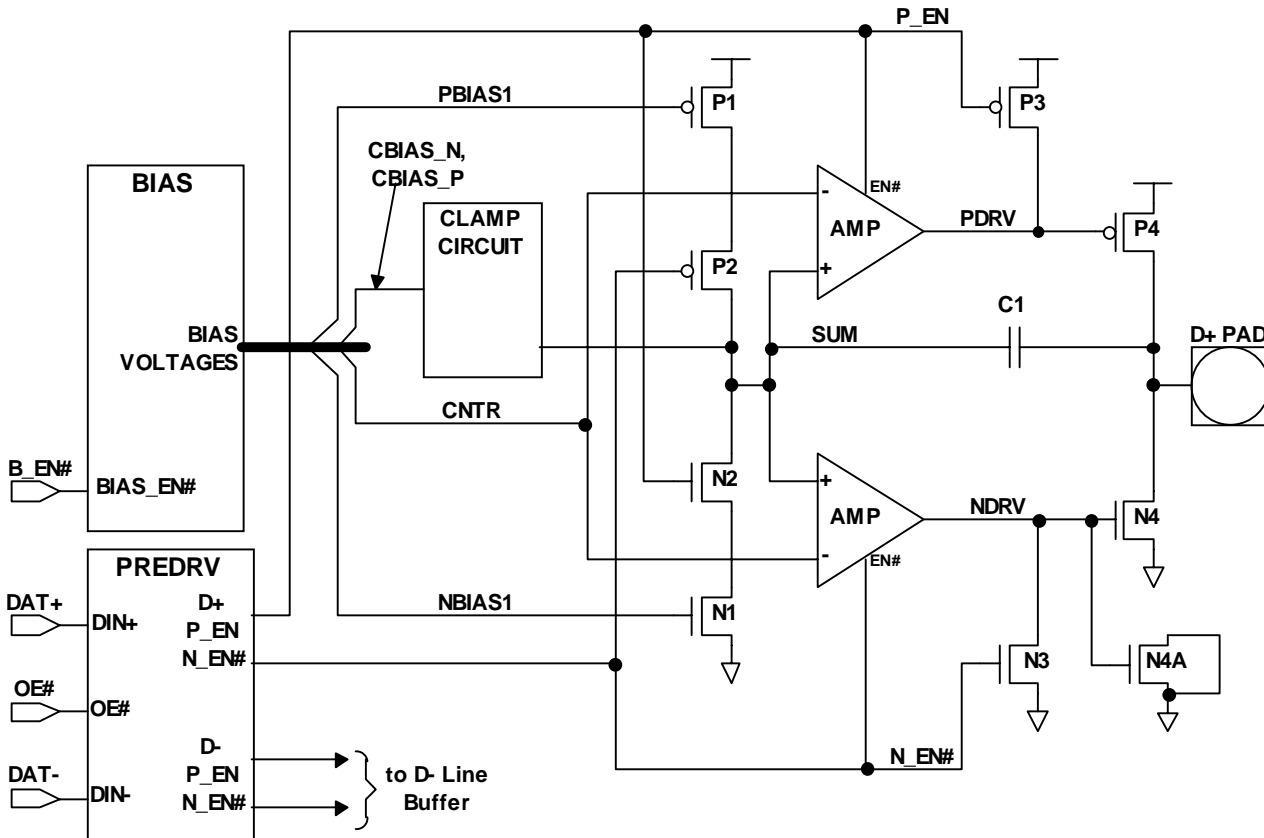 P_EN
PBIAS1
P1
P3
CBIAS_N,
CBIAS_P
BIAS
CLAMP
CIRCUIT
-
EN#
AMP
+
PDRV
P4
P2
C1
SUM
D+ PAD
BIAS
VOLTAGES
CNTR
B_EN#
BIAS_EN#
N2
+
AMP
-
EN#
NDRV
N4
PREDRV
DAT+
DIN+
D+
P_EN
N_EN#
NBIAS1
N1
N3
N4A
OE#
OE#
D-
P_EN
N_EN#
DAT-
DIN-
to D- Line
Buffer
N_EN#